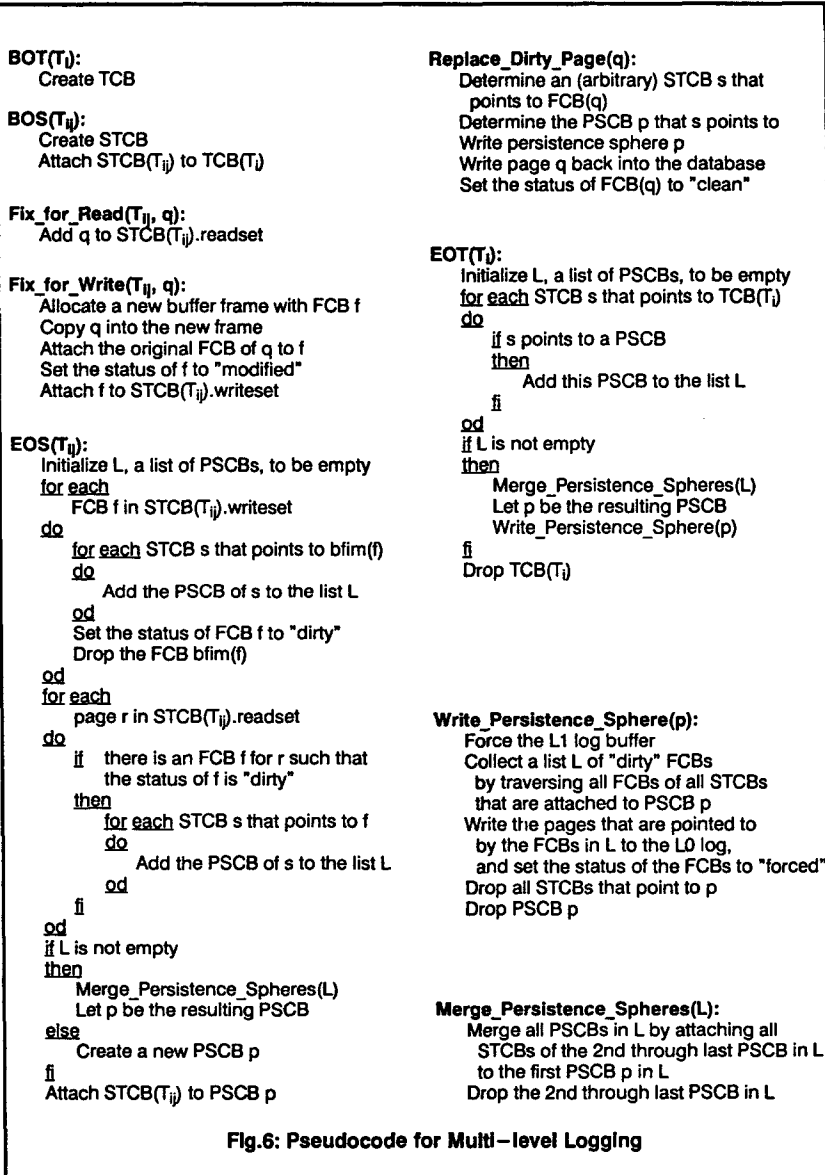 BOT(Ti):
Create TCB
BOS(Tij):
Create STCB
Attach STCB(Tij) to TCB(Ti)
Fix_for_Read(Tij, q):
Add q to STCB(Tij).readset
Fix_for_Write(Tij, q):
Allocate a new buffer frame with FCB f
Copy q into the new frame
Attach the original FCB of q to f
Set the status of f to "modified"
Attach f to STCB(Tij).writeset
EOS(Tij):
Initialize L, a list of PSCBs, to be empty
for each
FCB f in STCB(Tij).writeset
do
for each STCB s that points to bfim(f)
do
Add the PSCB of s to the list L
od
Set the status of FCB f to "dirty"
Drop the FCB bfim(f)
od
for each
page r in STCB(Tij).readset
do
if there is an FCB f for r such that
the status of f is "dirty"
then
for each STCB s that points to f
do
Add the PSCB of s to the list L
od
fi
od
if L is not empty
then
Merge_Persistence_Spheres(L)
Let p be the resulting PSCB
else
Create a new PSCB p
fi
Attach STCB(Tij) to PSCB p
Replace_Dirty_Page(q):
Determine an (arbitrary) STCB s that
points to FCB(q)
Determine the PSCB p that s points to
Write persistence sphere p
Write page q back into the database
Set the status of FCB(q) to "clean"
EOT(Ti):
Initialize L, a list of PSCBs, to be empty
for each STCB s that points to TCB(Ti)
do
if s points to a PSCB
then
Add this PSCB to the list L
fi
od
if L is not empty
then
Merge_Persistence_Spheres(L)
Let p be the resulting PSCB
Write_Persistence_Sphere(p)
fi
Drop TCB(Ti)
Write_Persistence_Sphere(p):
Force the L1 log buffer
Collect a list L of "dirty" FCBs
by traversing all FCBs of all STCBs
that are attached to PSCB p
Write the pages that are pointed to
by the FCBs in L to the L0 log,
and set the status of the FCBs to "forced"
Drop all STCBs that point to p
Drop PSCB p
Merge_Persistence_Spheres(L):
Merge all PSCBs in L by attaching all
STCBs of the 2nd through last PSCB in L
to the first PSCB p in L
Drop the 2nd through last PSCB in L
Fig.6: Pseudocode for Multi-level Logging